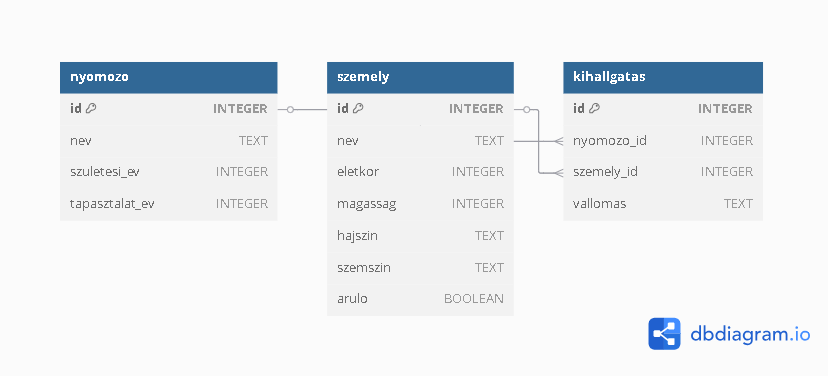 nyomozo
id INTEGER
nev TEXT
szuletesi_ev INTEGER
tapasztalat_ev INTEGER
szemely
id INTEGER
nev TEXT
eletkor INTEGER
magassag INTEGER
hajszin TEXT
szemszin TEXT
arulo BOOLEAN
kihallgatas
id INTEGER
nyomozo_id INTEGER
szemely_id INTEGER
vallomas TEXT
dbdiagram.io